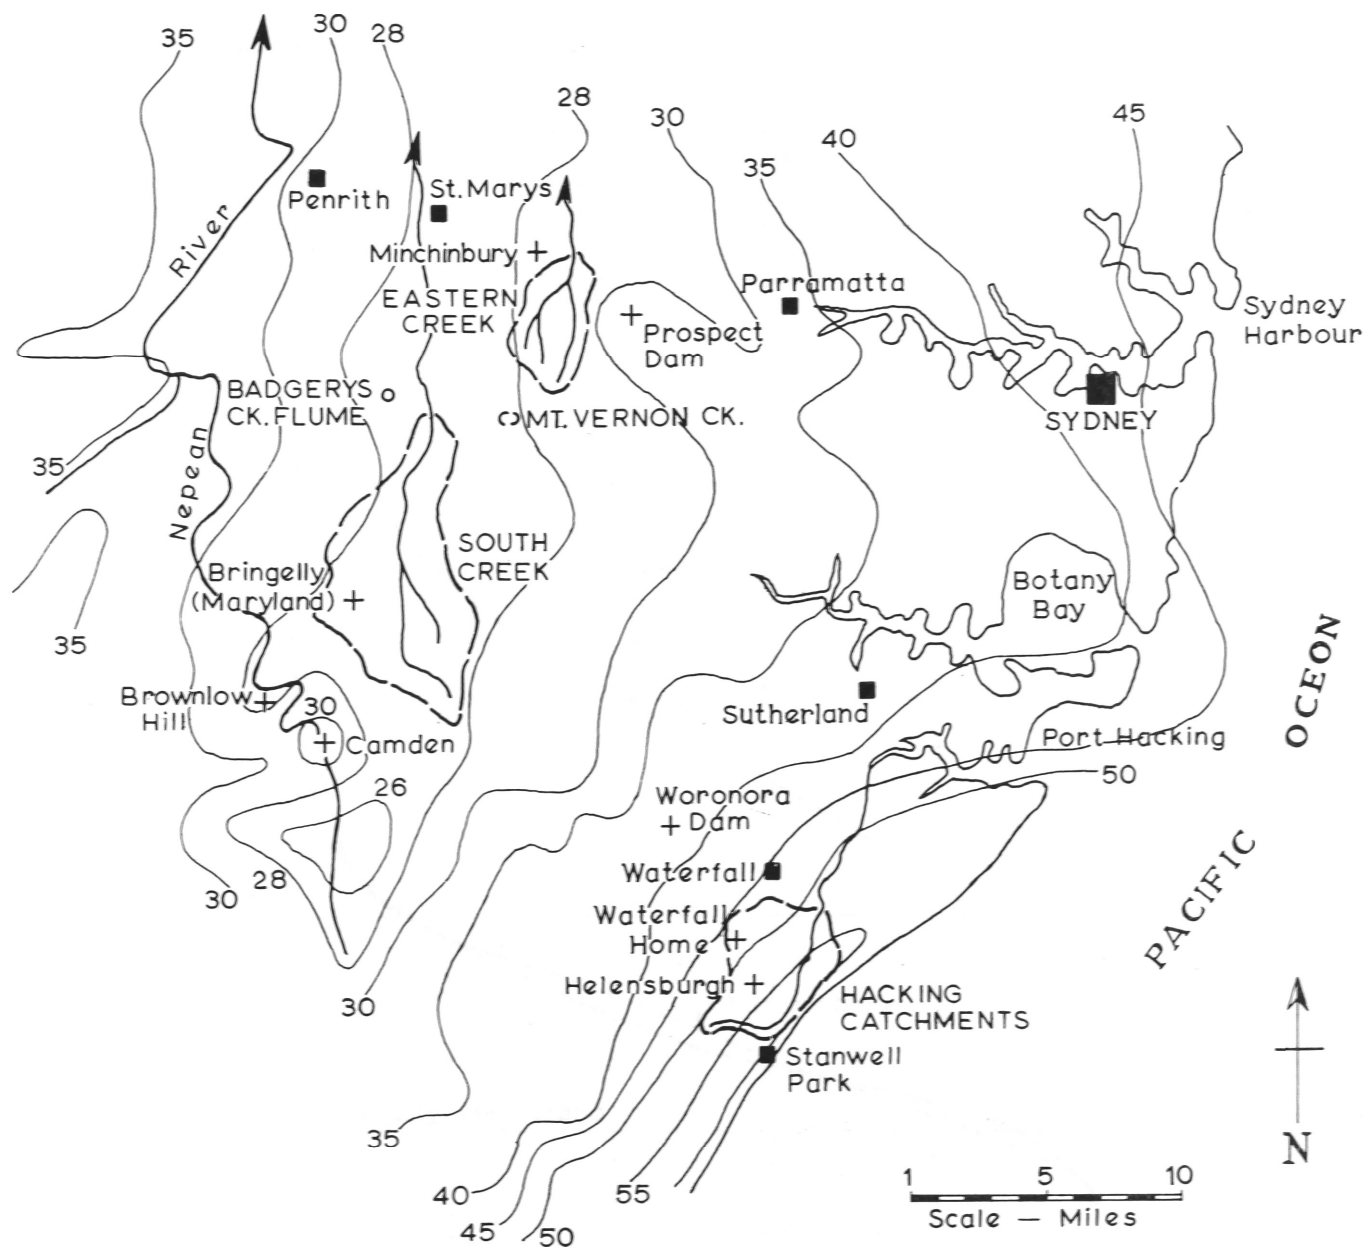 35
30
28
28
30
35
40
45
Penrith
St. Marys
River
Minchinbury
EASTERN
CREEK
Parramatta
Prospect
Dam
Sydney
Harbour
BADGERYS
CK. FLUME
MT. VERNON CK.
SYDNEY
35
Nepean
SOUTH
CREEK
Bringelly
(Maryland)
Botany
Bay
35
Brownlow
Hill
30
Camden
Sutherland
Port Hacking
OCEON
50
26
Woronora
Dam
PACIFIC
28
30
Waterfall
Waterfall
Home
Helensburgh
HACKING
CATCHMENTS
30
Stanwell
Park
35
N
40
45
50
55
1 5 10
Scale — Miles